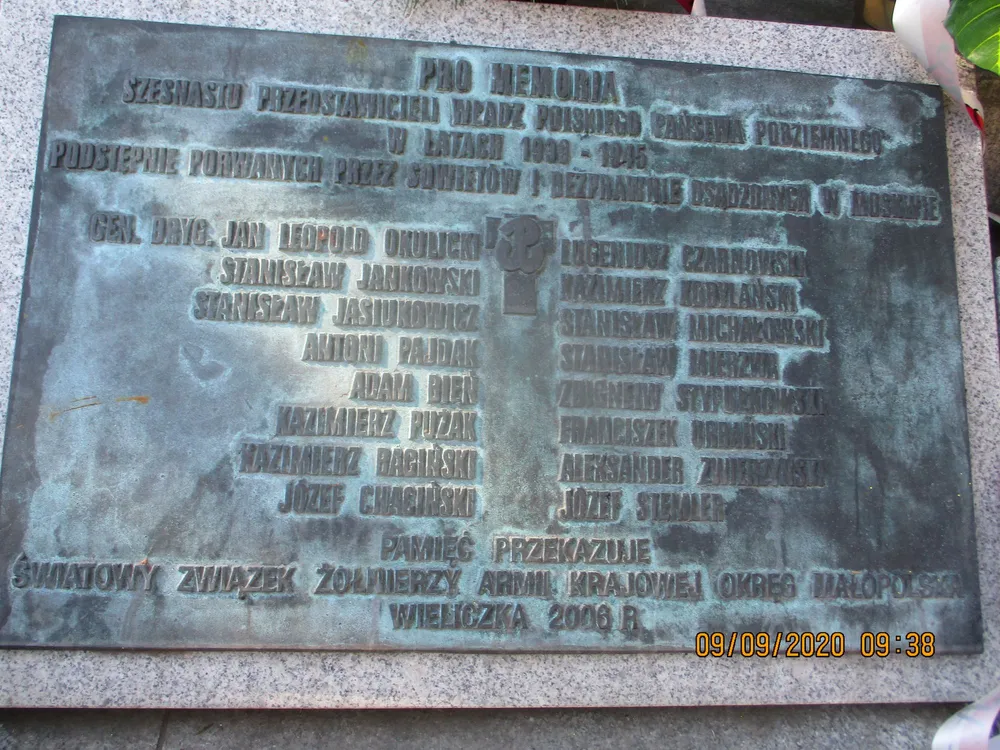 PRO MEMORIA
SZESNASTU PRZEDSTAWICIELI WŁADZ POLSKIEGO PAŃSTWA PODZIEMNEGO
W LATACH 1939 - 1945
PODSTĘPNIE PORWANYCH PRZEZ SOWIETÓW I BEZPRAWNIE OSĄDZONYCH W MOSKWIE
GEN. BRYG. JAN LEOPOLD OKULICKI
STANISŁAW JANKOWSKI
STANISŁAW JASIUKOWICZ
ANTONI PAJDAK
ADAM BIEŃ
KAZIMIERZ PUŻAK
KAZIMIERZ BAGIŃSKI
JÓZEF CHACIŃSKI
EUGENIUSZ CZARNOWSKI
KAZIMIERZ KOBYLAŃSKI
STANISŁAW MICHAŁOWSKI
STANISŁAW MIERZWA
ZBIGNIEW STYPUŁKOWSKI
FRANCISZEK URBAŃSKI
ALEKSANDER ZWIERZYŃSKI
JÓZEF STEMLER
PAMIĘĆ PRZEKAZUJE
ŚWIATOWY ZWIĄZEK ŻOŁNIERZY ARMII KRAJOWEJ OKRĘG MAŁOPOLSKA
WIELICZKA 2006 R.
09/09/2020 09:38